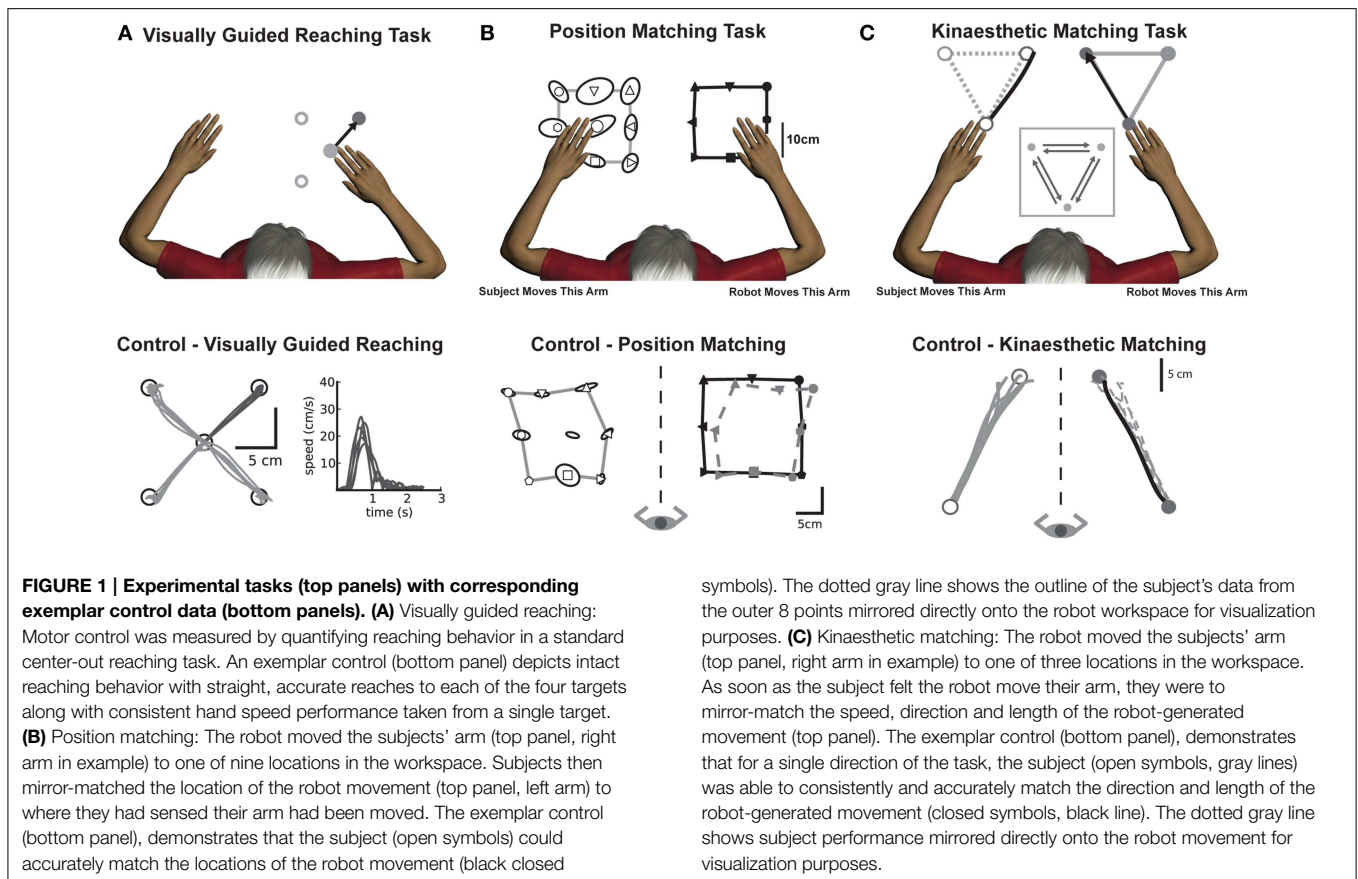 A Visually Guided Reaching Task
B Position Matching Task
C Kinaesthetic Matching Task
10cm
Subject Moves This Arm
Robot Moves This Arm
Subject Moves This Arm
Robot Moves This Arm
Control - Visually Guided Reaching
5 cm
speed (cm/s)
40
30
20
10
1
2
3
time (s)
Control - Position Matching
5cm
Control - Kinaesthetic Matching
5 cm
FIGURE 1 | Experimental tasks (top panels) with corresponding
exemplar control data (bottom panels). (A) Visually guided reaching:
Motor control was measured by quantifying reaching behavior in a standard
center-out reaching task. An exemplar control (bottom panel) depicts intact
reaching behavior with straight, accurate reaches to each of the four targets
along with consistent hand speed performance taken from a single target.
(B) Position matching: The robot moved the subjects' arm (top panel, right
arm in example) to one of nine locations in the workspace. Subjects then
mirror-matched the location of the robot movement (top panel, left arm) to
where they had sensed their arm had been moved. The exemplar control
(bottom panel), demonstrates that the subject (open symbols) could
accurately match the locations of the robot movement (black closed
symbols). The dotted gray line shows the outline of the subject's data from
the outer 8 points mirrored directly onto the robot workspace for visualization
purposes. (C) Kinaesthetic matching: The robot moved the subjects' arm
(top panel, right arm in example) to one of three locations in the workspace.
As soon as the subject felt the robot move their arm, they were to
mirror-match the speed, direction and length of the robot-generated
movement (top panel). The exemplar control (bottom panel), demonstrates
that for a single direction of the task, the subject (open symbols, gray lines)
was able to consistently and accurately match the direction and length of the
robot-generated movement (closed symbols, black line). The dotted gray line
shows subject performance mirrored directly onto the robot movement for
visualization purposes.